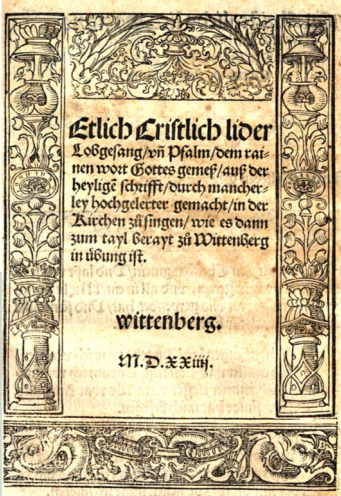 Etlich Cristlich lider
Lobgesang/ vñ Psalm/ dem rai-
nen wort Gottes gemeß/ auß der
heyligẽ schrifft/ durch mancher-
ley hochgelerter gemacht/ in der
Kirchen zů singen/ wie es dann
zum tayl berayt zů Wittenberg
in übung ist.
wittenberg.
M.D.XXiiij.